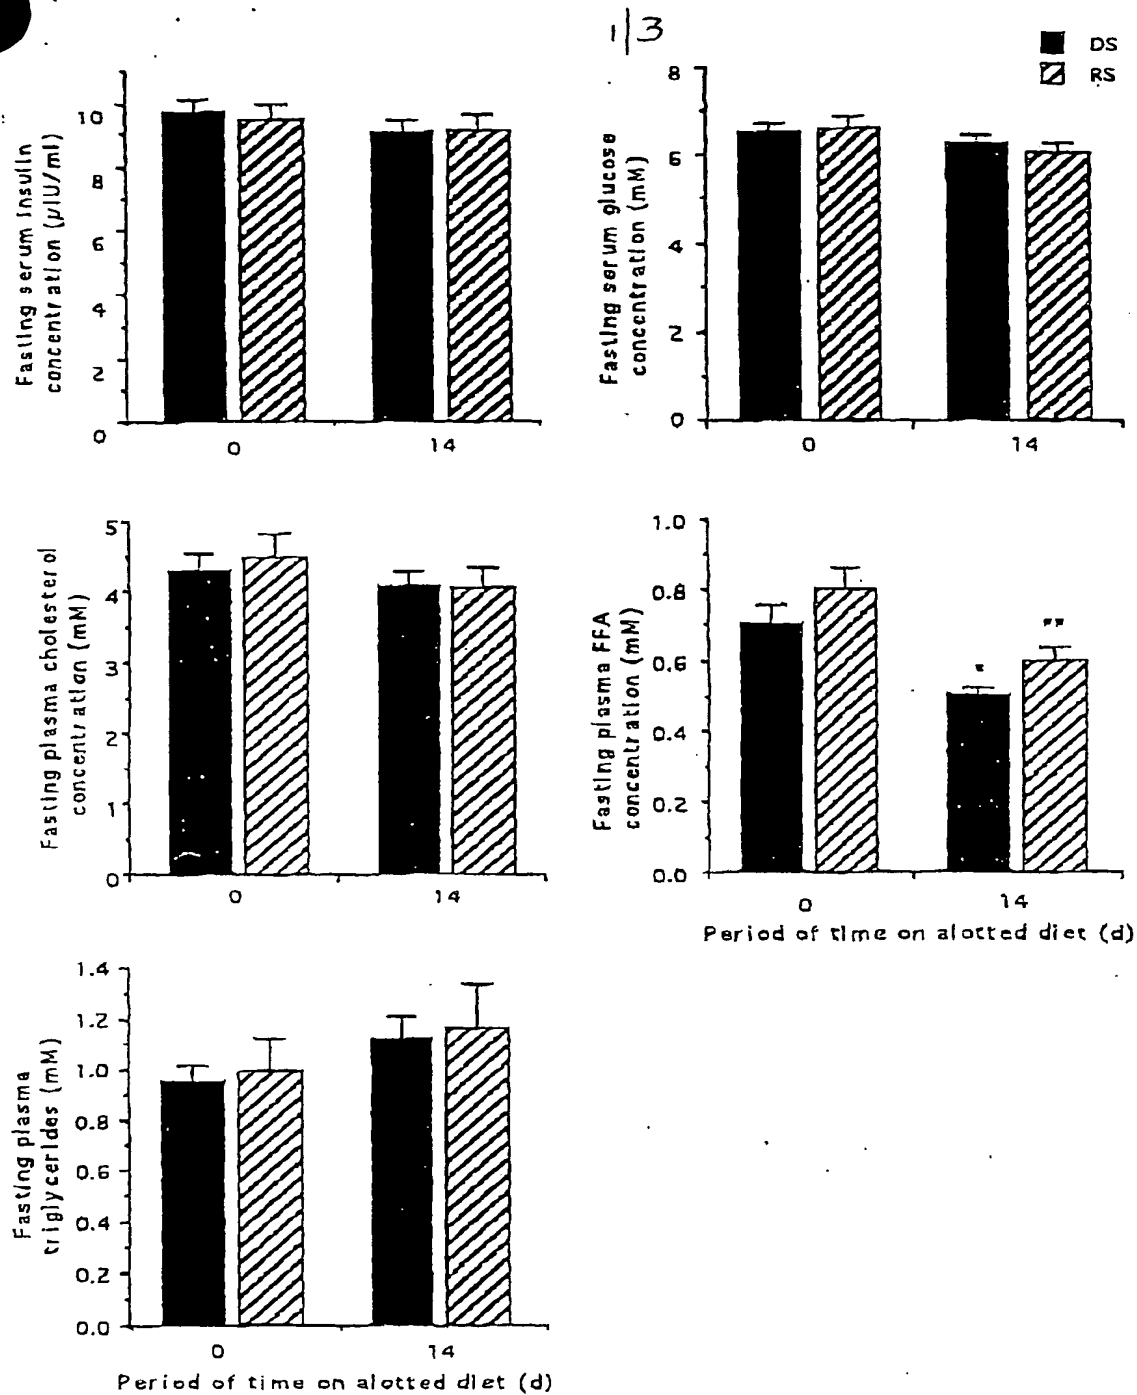 1/3
DS
RS
Fasting serum insulin
concentration (µIU/ml)
10
8
6
4
2
0
0 14
Fasting serum glucose
concentration (mM)
8
6
4
2
0
0 14
Fasting plasma cholesterol
concentration (mM)
5
4
3
2
1
0
0 14
Fasting plasma FFA
concentration (mM)
1.0
0.8
0.6
0.4
0.2
0.0
*
**
0 14
Period of time on alotted diet (d)
Fasting plasma
triglycerides (mM)
1.4
1.2
1.0
0.8
0.6
0.4
0.2
0.0
0 14
Period of time on alotted diet (d)